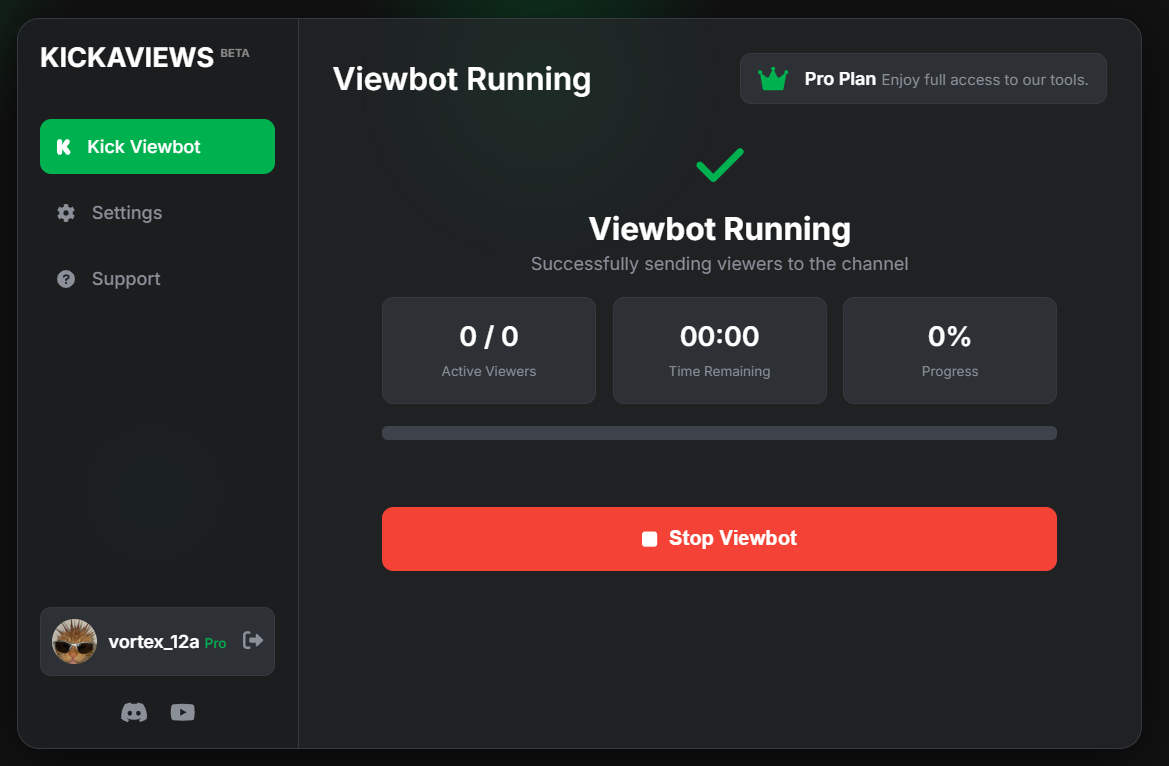 KICKAVIEWS BETA
Kick Viewbot
Settings
Support
vortex_12a Pro
Viewbot Running
Pro Plan Enjoy full access to our tools.
Viewbot Running
Successfully sending viewers to the channel
0 / 0
Active Viewers
00:00
Time Remaining
0%
Progress
Stop Viewbot